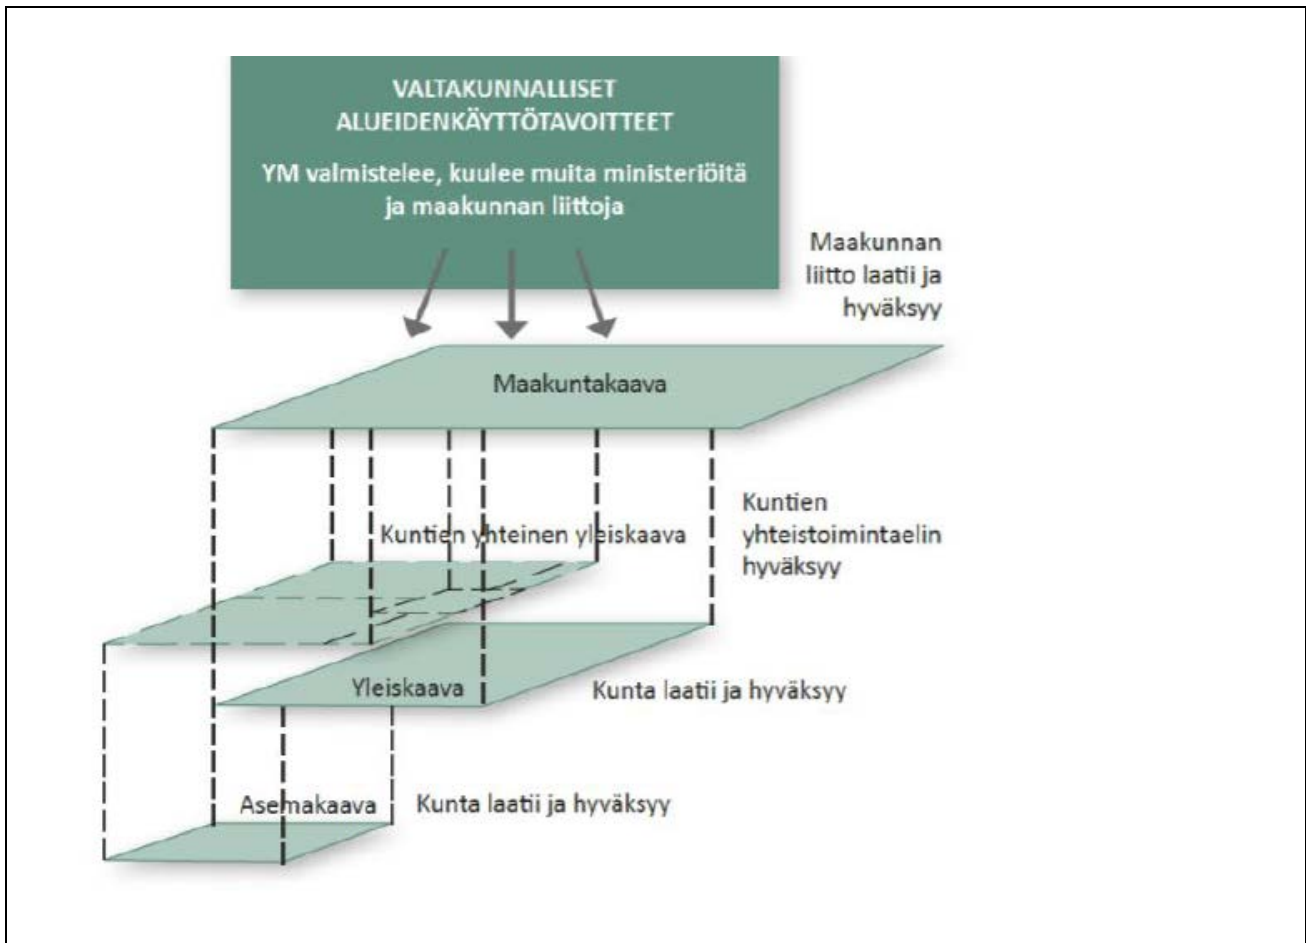 VALTAKUNNALLISET
ALUEIDENKÄYTTÖTAVOITTEET
YM valmistelee, kuulee muita ministeriöitä
ja maakunnan liittoja
Maakunnan
liitto laatii ja
hyväksyy
Maakuntakaava
Kuntien yhteinen yleiskaava
Kuntien
yhteistoimintaelin
hyväksyy
Yleiskaava
Kunta laatii ja hyväksyy
Asemakaava
Kunta laatii ja hyväksyy